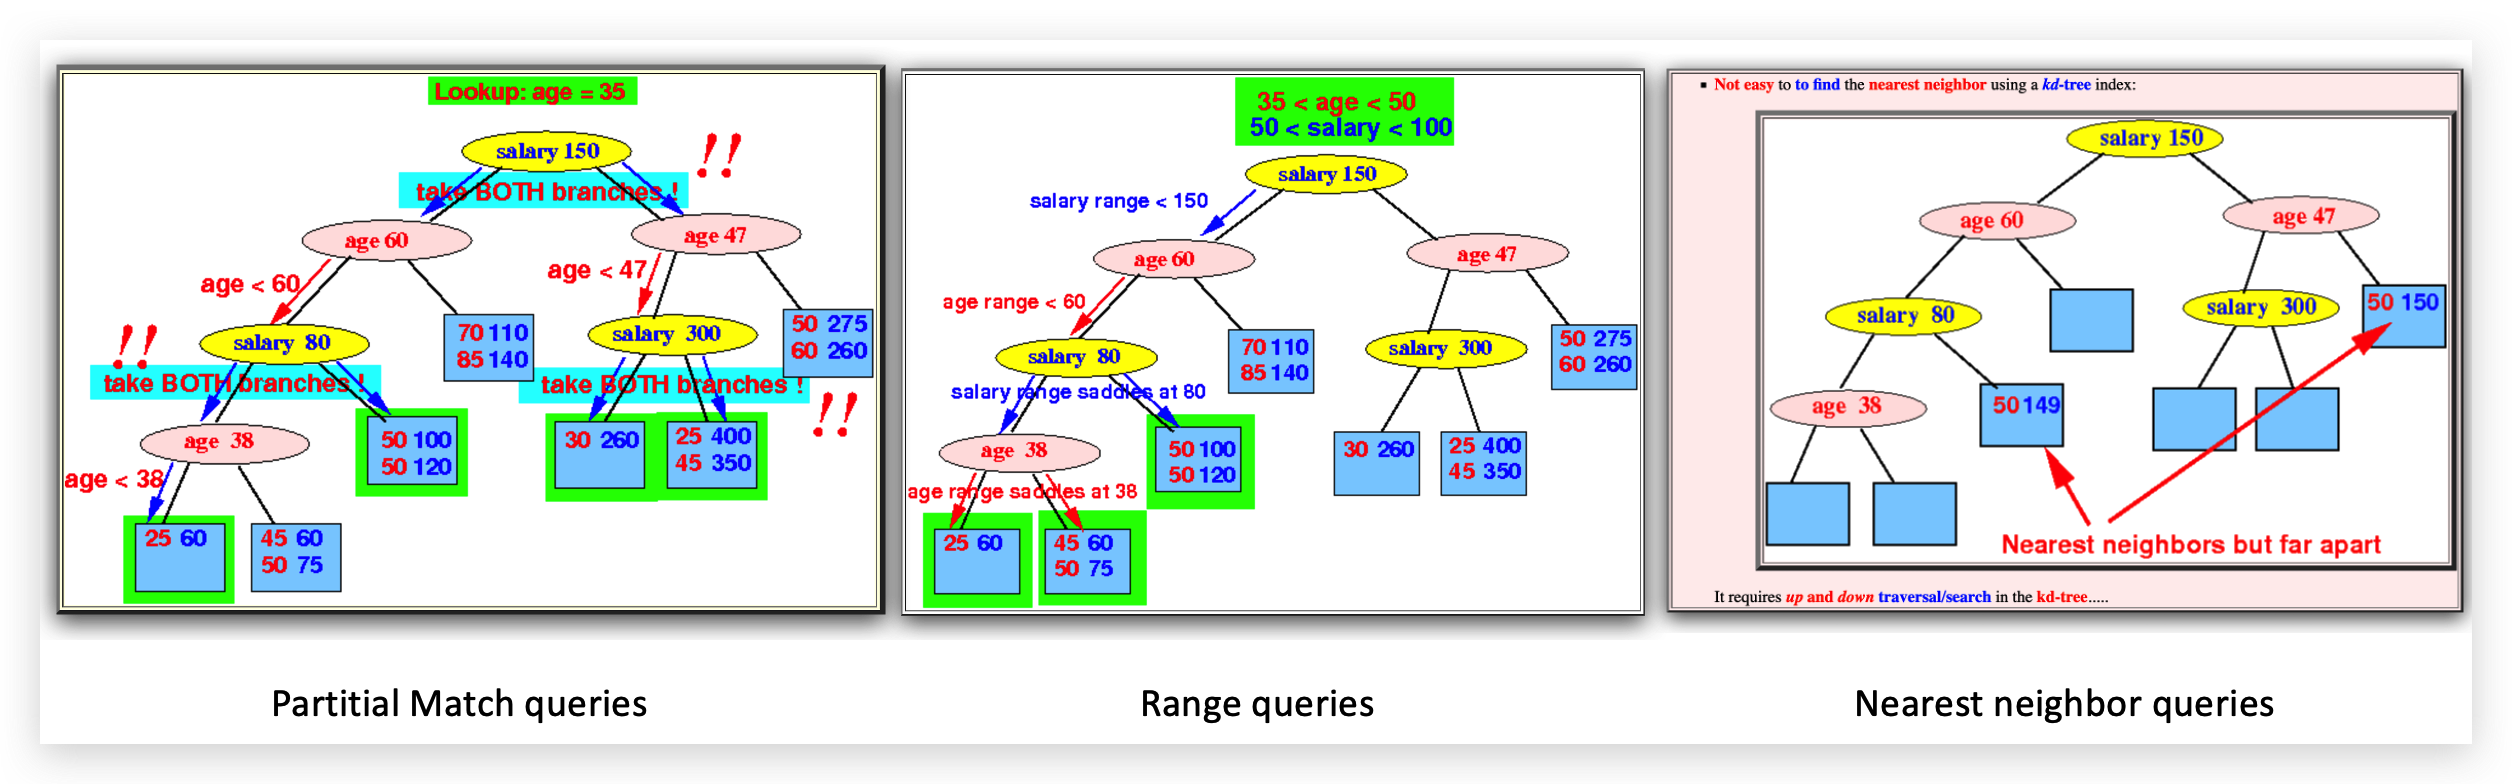 Lookup: age = 35
salary 150
!!
take BOTH branches !
age 60
age 47
age < 60
age < 47
!!
salary 80
salary 300
70 110
85 140
50 275
60 260
take BOTH branches !
take BOTH branches !
!!
age 38
50 100
50 120
30 260
25 400
45 350
age < 38
25 60
45 60
50 75
35 < age < 50
50 < salary < 100
salary 150
salary range < 150
age 60
age 47
age range < 60
salary 80
salary 300
70 110
85 140
50 275
60 260
salary range saddles at 80
age 38
50 100
50 120
30 260
25 400
45 350
age range saddles at 38
25 60
45 60
50 75
▪ Not easy to to find the nearest neighbor using a kd-tree index:
salary 150
age 60
age 47
salary 80
salary 300
50 150
age 38
50 149
Nearest neighbors but far apart
It requires up and down traversal/search in the kd-tree.....
Partitial Match queries
Range queries
Nearest neighbor queries